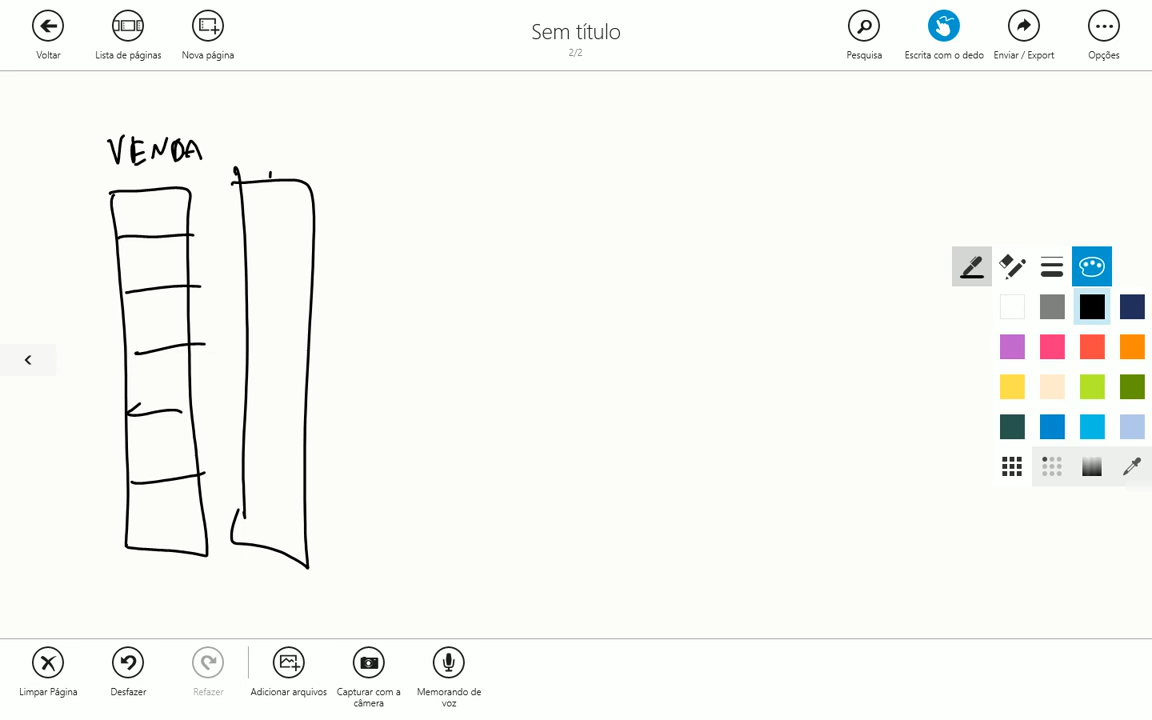 Voltar
Lista de páginas
Nova página
Sem título
2/2
Pesquisa
Escrita com o dedo
Enviar / Export
Opções
VENDA
Limpar Página
Desfazer
Refazer
Adicionar arquivos
Capturar com a
câmera
Memorando de
voz